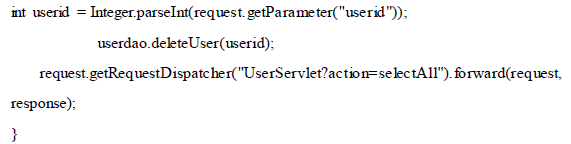 int userid = Integer.parseInt(request.getParameter("userid"));
userdao.deleteUser(userid);
request.getRequestDispatcher("UserServlet?action=selectAll").forward(request,
response);
}